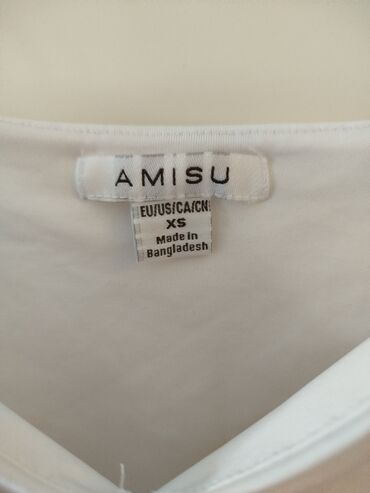 AMISU
EU/US/CA/CN
XS
Made in
Bangladesh